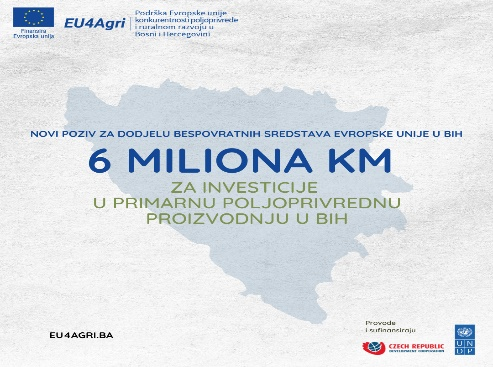 Finansira
Evropska unija
EU4Agri
Podrška Evropske unije
konkurentnosti poljoprivrede
i ruralnom razvoju u
Bosni i Hercegovini
NOVI POZIV ZA DODJELU BESPOVRATNIH SREDSTAVA EVROPSKE UNIJE U BIH
6 MILIONA KM
ZA INVESTICIJE
U PRIMARNU POLJOPRIVREDNU
PROIZVODNJU U BIH
EU4AGRI.BA
Provode
i sufinansiraju
CZECH REPUBLIC
DEVELOPMENT COOPERATION
U N
D P